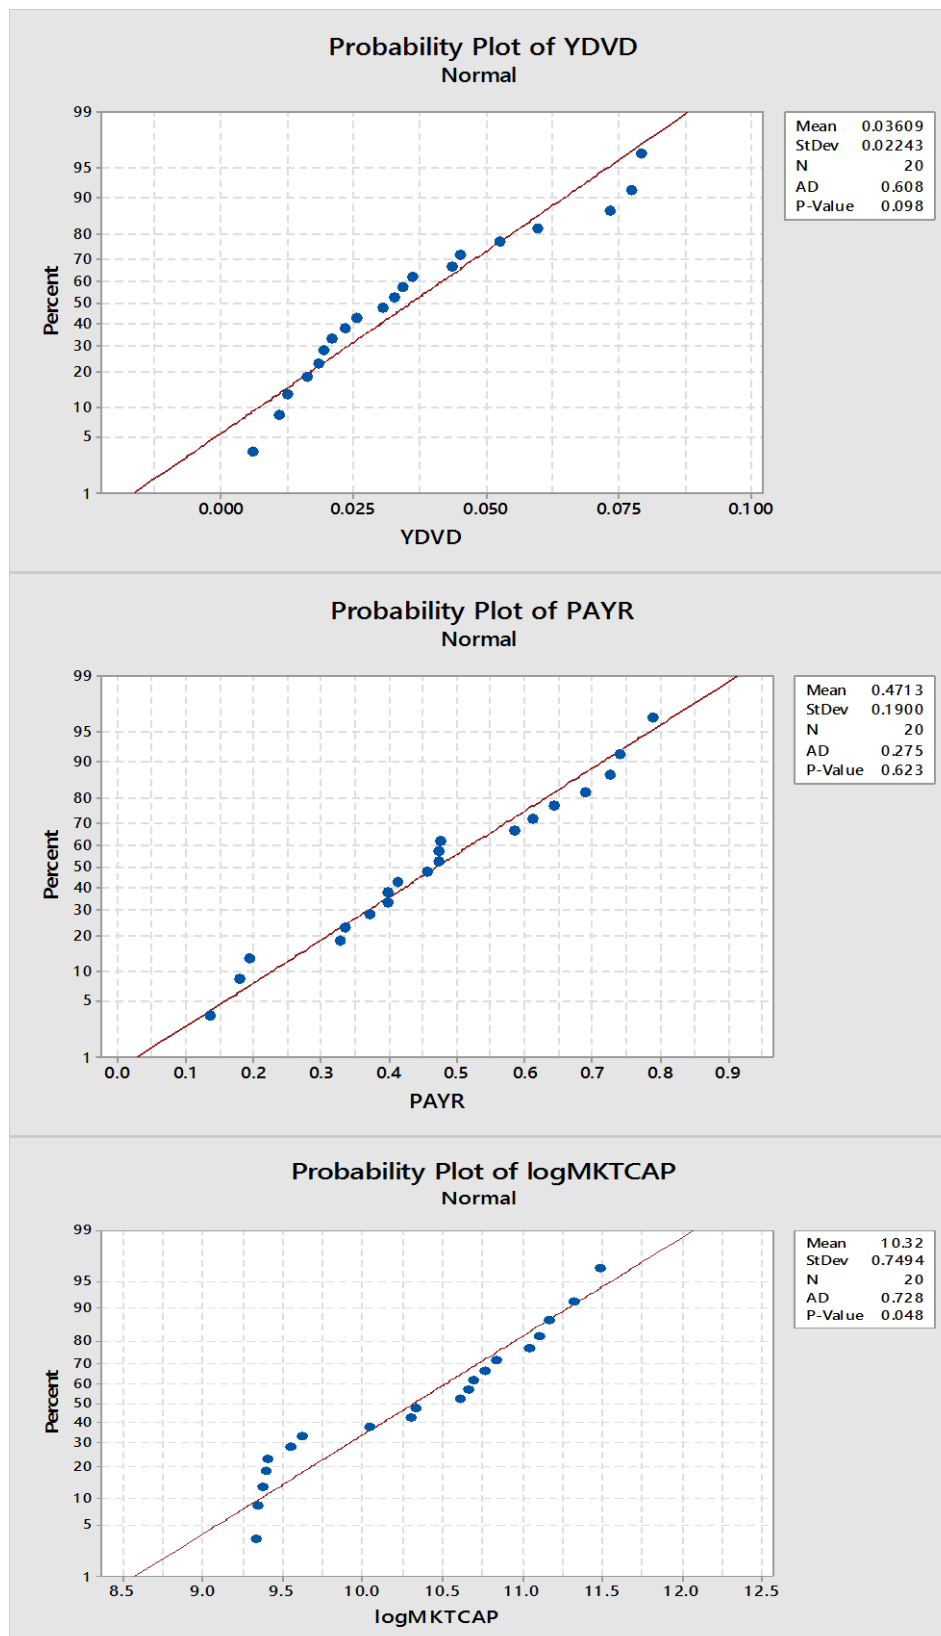 Probability Plot of YDVD
Normal
99
95
90
80
70
60
50
40
30
20
10
5
1
Percent
0.000 0.025 0.050 0.075 0.100
YDVD
Mean 0.03609
StDev 0.02243
N 20
AD 0.608
P-Value 0.098
Probability Plot of PAYR
Normal
99
95
90
80
70
60
50
40
30
20
10
5
1
Percent
0.0 0.1 0.2 0.3 0.4 0.5 0.6 0.7 0.8 0.9
PAYR
Mean 0.4713
StDev 0.1900
N 20
AD 0.275
P-Value 0.623
Probability Plot of logMKTCAP
Normal
99
95
90
80
70
60
50
40
30
20
10
5
1
Percent
8.5 9.0 9.5 10.0 10.5 11.0 11.5 12.0 12.5
logMKTCAP
Mean 10.32
StDev 0.7494
N 20
AD 0.728
P-Value 0.048